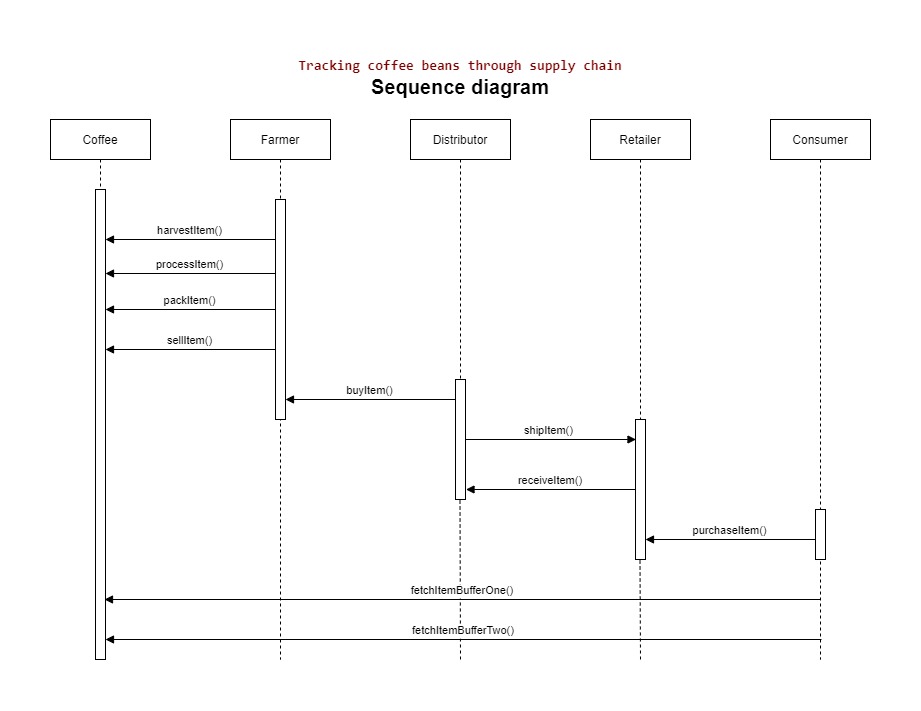 Tracking coffee beans through supply chain
Sequence diagram
Coffee
Farmer
Distributor
Retailer
Consumer
harvestItem()
processItem()
packItem()
sellItem()
buyItem()
shipItem()
receiveItem()
purchaseItem()
fetchItemBufferOne()
fetchItemBufferTwo()